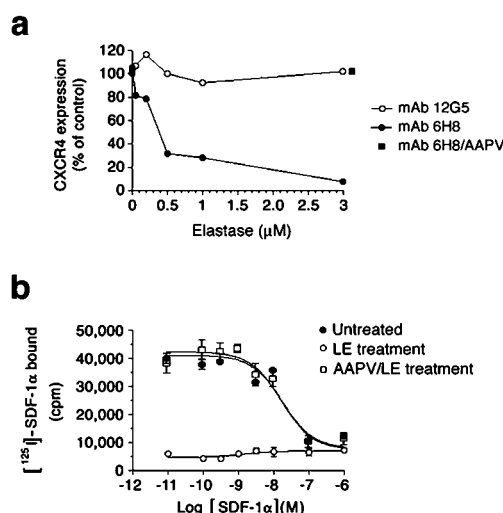 a
CXCR4 expression
(% of control)
120
100
80
60
40
20
0
0 0.5 1 1.5 2 2.5 3
Elastase (µM)
mAb 12G5
mAb 6H8
mAb 6H8/AAPV
b
[125I]-SDF-1α bound
(cpm)
50,000
40,000
30,000
20,000
10,000
0
-12 -11 -10 -9 -8 -7 -6
Log [SDF-1α](M)
Untreated
LE treatment
AAPV/LE treatment